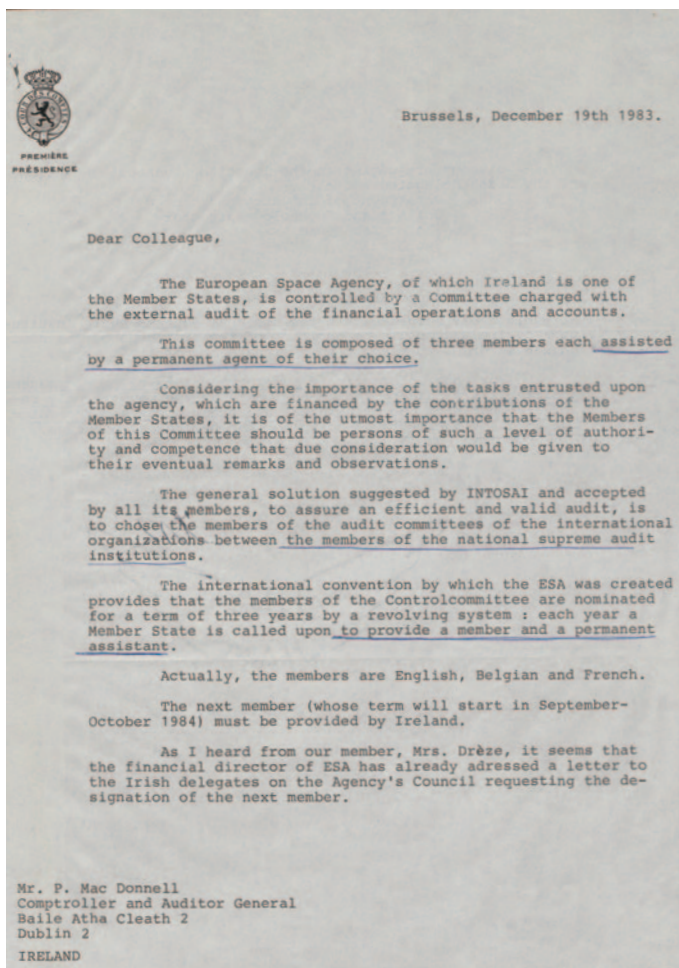 COUR DES COMPTES
PREMIÈRE
PRÉSIDENCE
Brussels, December 19th 1983.
Dear Colleague,
The European Space Agency, of which Ireland is one of
the Member States, is controlled by a Committee charged with
the external audit of the financial operations and accounts.
This committee is composed of three members each assisted
by a permanent agent of their choice.
Considering the importance of the tasks entrusted upon
the agency, which are financed by the contributions of the
Member States, it is of the utmost importance that the Members
of this Committee should be persons of such a level of authori-
ty and competence that due consideration would be given to
their eventual remarks and observations.
The general solution suggested by INTOSAI and accepted
by all its members, to assure an efficient and valid audit, is
to chose the members of the audit committees of the international
organizations between the members of the national supreme audit
institutions.
The international convention by which the ESA was created
provides that the members of the Controlcommittee are nominated
for a term of three years by a revolving system : each year a
Member State is called upon to provide a member and a permanent
assistant.
Actually, the members are English, Belgian and French.
The next member (whose term will start in September-
October 1984) must be provided by Ireland.
As I heard from our member, Mrs. Drèze, it seems that
the financial director of ESA has already adressed a letter to
the Irish delegates on the Agency's Council requesting the de-
signation of the next member.
Mr. P. Mac Donnell
Comptroller and Auditor General
Baile Atha Cleath 2
Dublin 2
IRELAND